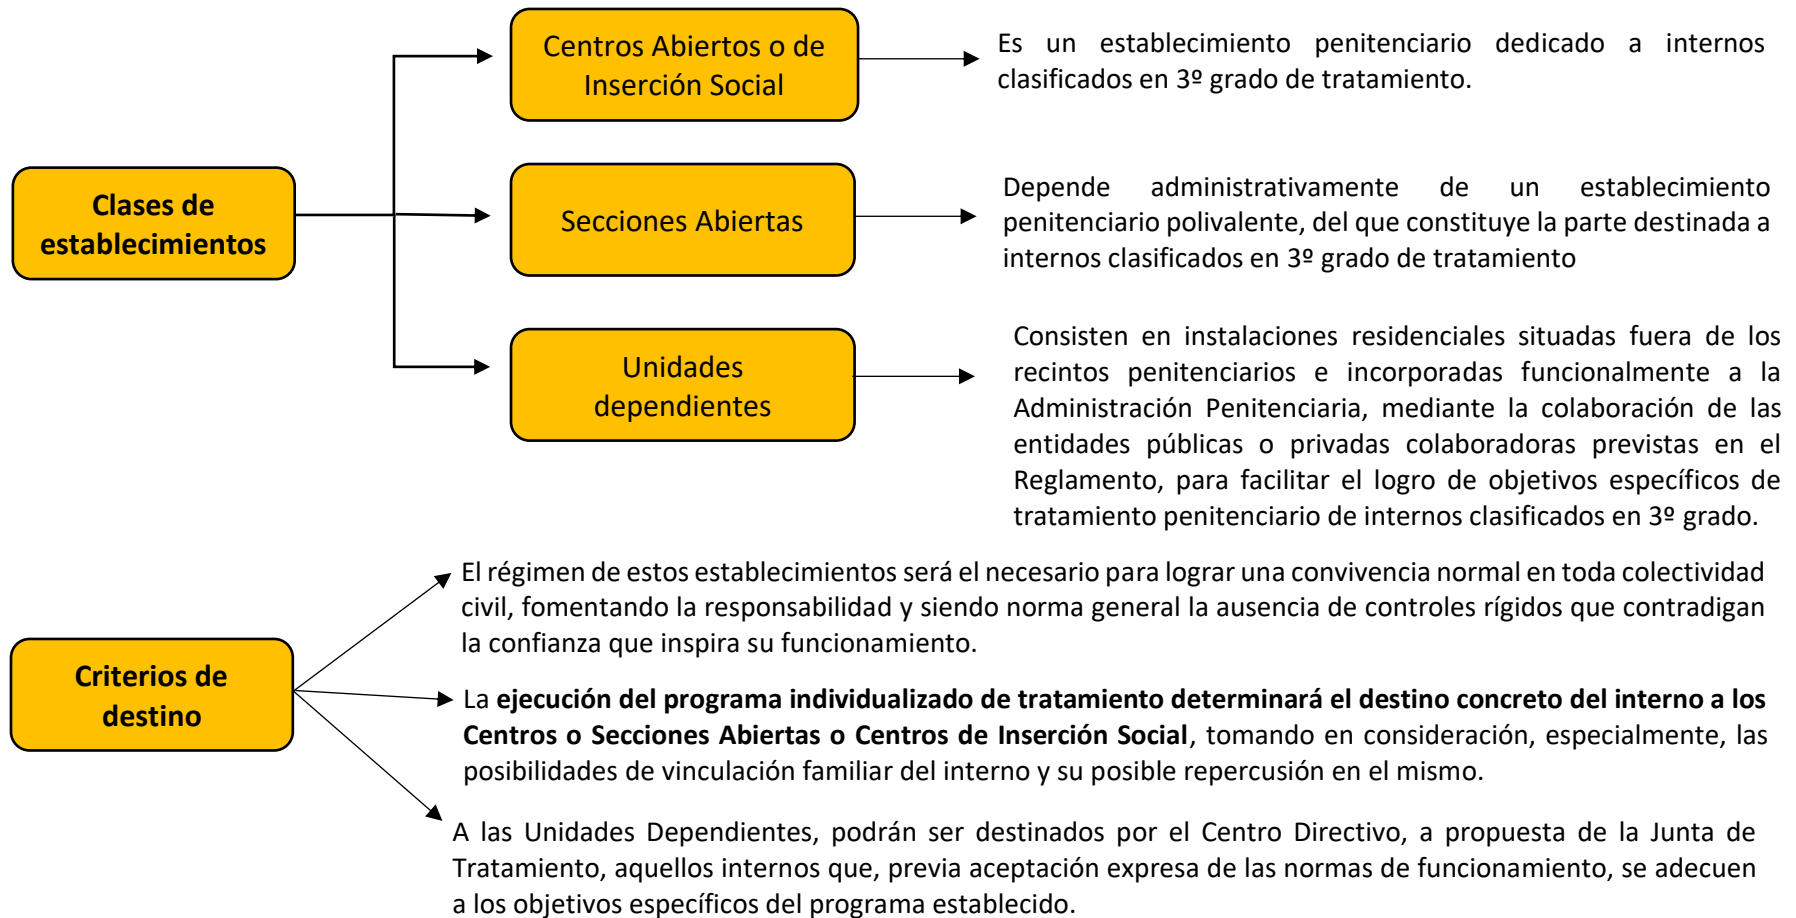 Centros Abiertos o de
Inserción Social
Es un establecimiento penitenciario dedicado a internos
clasificados en 3º grado de tratamiento.
Clases de
establecimientos
Secciones Abiertas
Depende administrativamente de un establecimiento
penitenciario polivalente, del que constituye la parte destinada a
internos clasificados en 3º grado de tratamiento
Unidades
dependientes
Consisten en instalaciones residenciales situadas fuera de los
recintos penitenciarios e incorporadas funcionalmente a la
Administración Penitenciaria, mediante la colaboración de las
entidades públicas o privadas colaboradoras previstas en el
Reglamento, para facilitar el logro de objetivos específicos de
tratamiento penitenciario de internos clasificados en 3º grado.
Criterios de
destino
El régimen de estos establecimientos será el necesario para lograr una convivencia normal en toda colectividad
civil, fomentando la responsabilidad y siendo norma general la ausencia de controles rígidos que contradigan
la confianza que inspira su funcionamiento.
La ejecución del programa individualizado de tratamiento determinará el destino concreto del interno a los
Centros o Secciones Abiertas o Centros de Inserción Social, tomando en consideración, especialmente, las
posibilidades de vinculación familiar del interno y su posible repercusión en el mismo.
A las Unidades Dependientes, podrán ser destinados por el Centro Directivo, a propuesta de la Junta de
Tratamiento, aquellos internos que, previa aceptación expresa de las normas de funcionamiento, se adecuen
a los objetivos específicos del programa establecido.